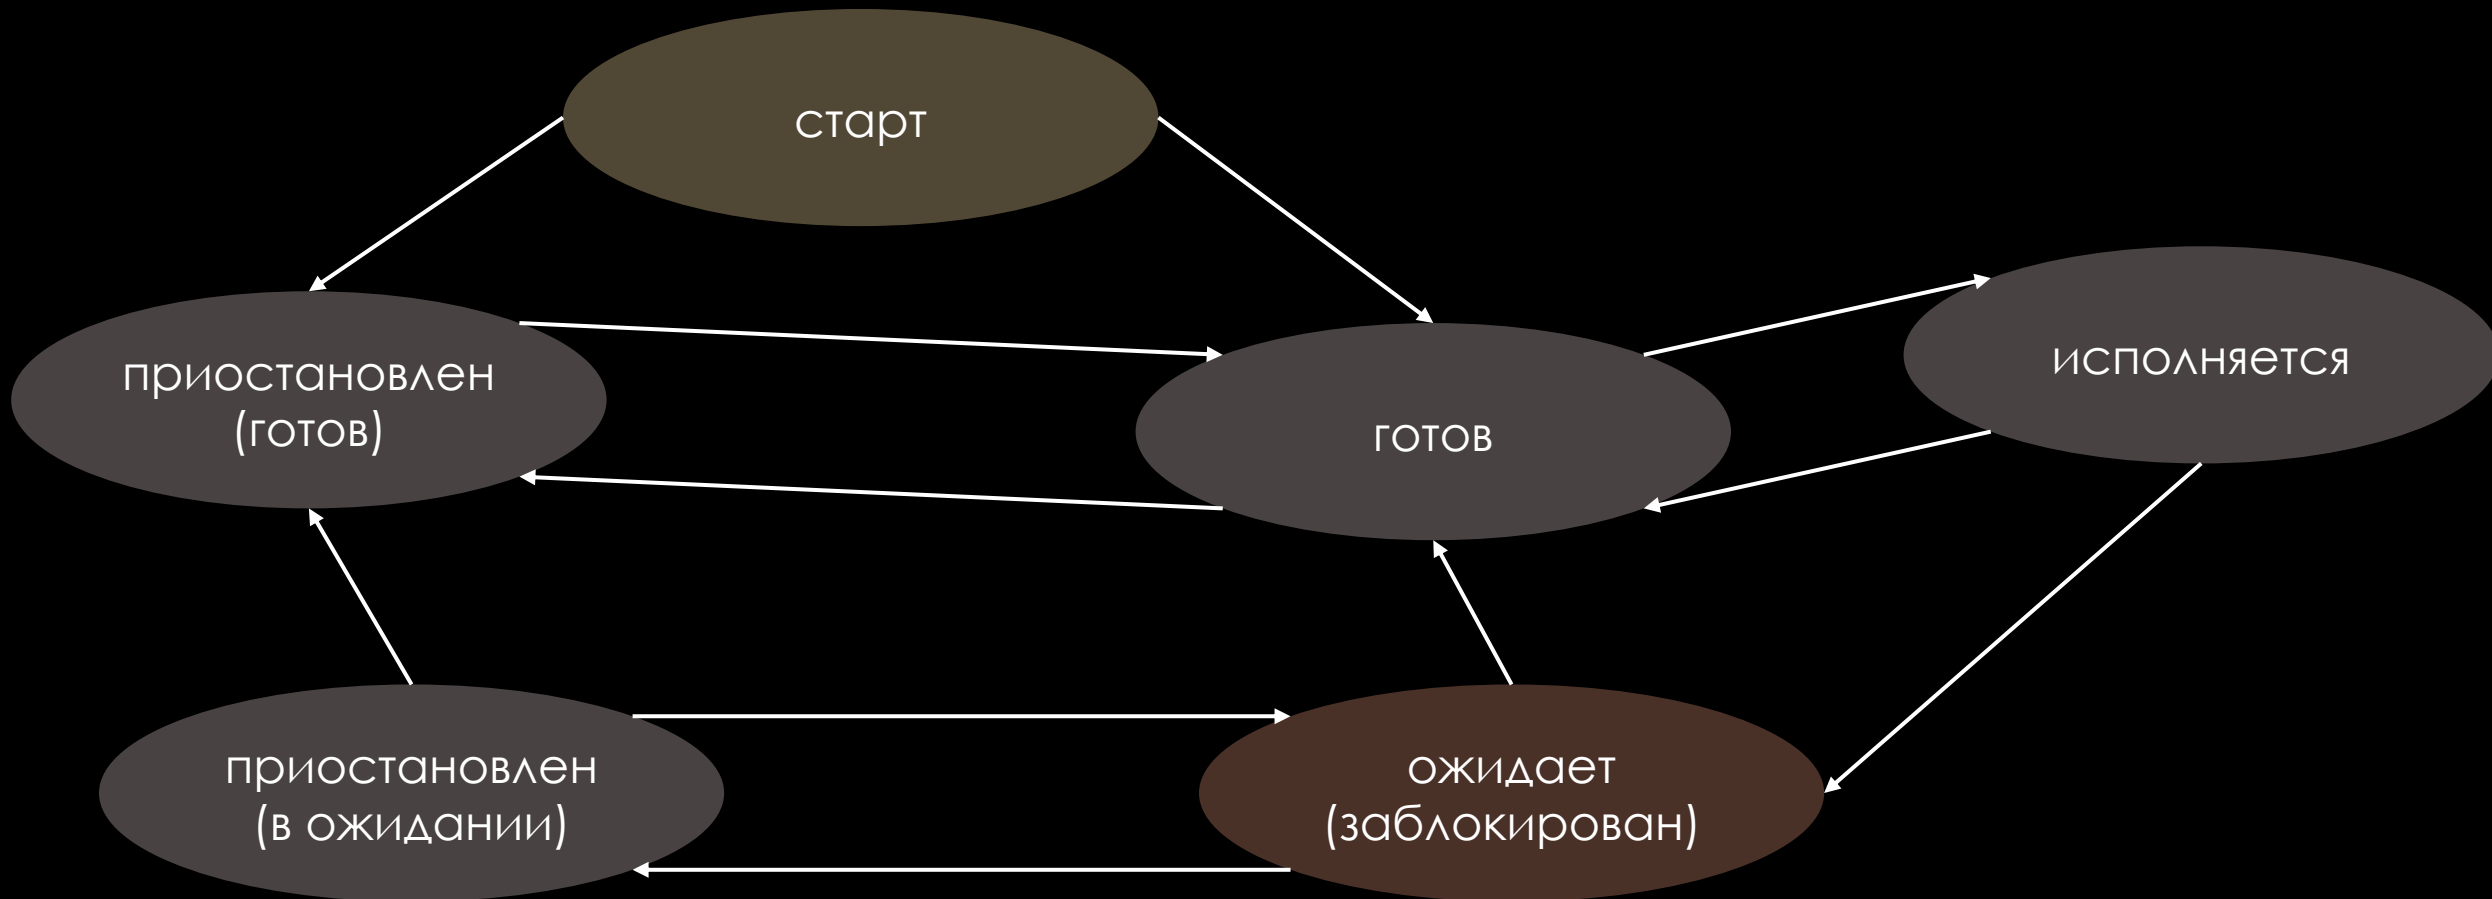 старт
приостановлен
(готов)
готов
исполняется
приостановлен
(в ожидании)
ожидает
(заблокирован)